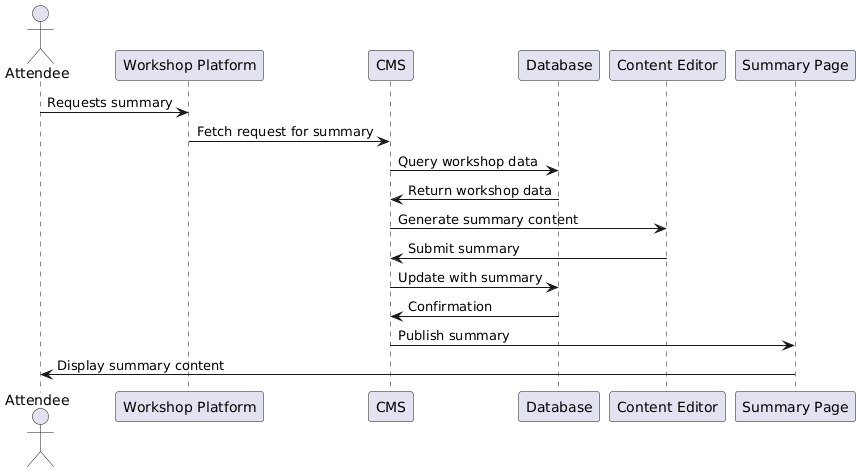 Attendee
Workshop Platform
CMS
Database
Content Editor
Summary Page
Requests summary
Fetch request for summary
Query workshop data
Return workshop data
Generate summary content
Submit summary
Update with summary
Confirmation
Publish summary
Display summary content
Attendee
Workshop Platform
CMS
Database
Content Editor
Summary Page